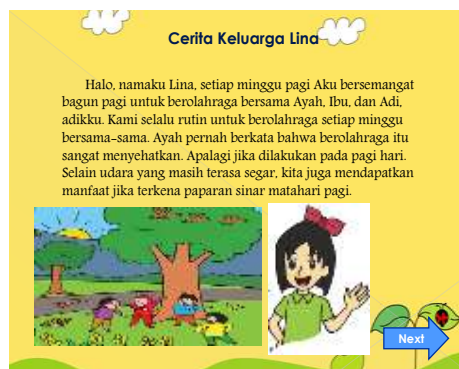 Cerita Keluarga Lina
Halo, namaku Lina, setiap minggu pagi Aku bersemangat
bagun pagi untuk berolahraga bersama Ayah, Ibu, dan Adi,
adikku. Kami selalu rutin untuk berolahraga setiap minggu
bersama-sama. Ayah pernah berkata bahwa berolahraga itu
sangat menyehatkan. Apalagi jika dilakukan pada pagi hari.
Selain udara yang masih terasa segar, kita juga mendapatkan
manfaat jika terkena paparan sinar matahari pagi.
Next